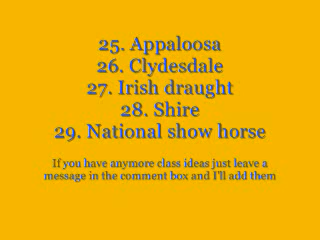 25. Appaloosa
26. Clydesdale
27. Irish draught
28. Shire
29. National show horse
If you have anymore class ideas just leave a
message in the comment box and I'll add them